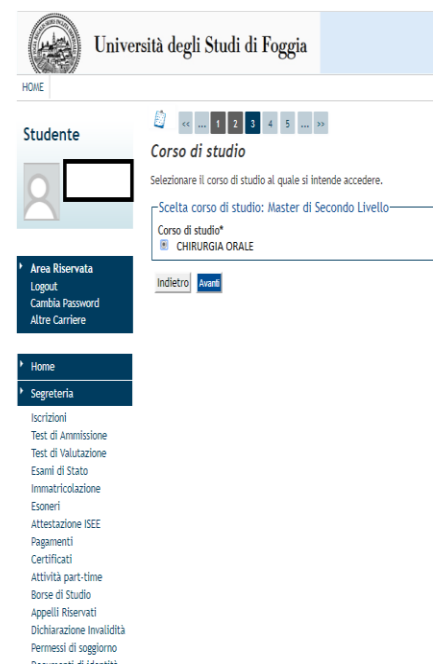 Università degli Studi di Foggia
HOME
Studente
<< ... 1 2 3 4 5 ... >>
Corso di studio
Selezionare il corso di studio al quale si intende accedere.
Scelta corso di studio: Master di Secondo Livello
Corso di studio*
CHIRURGIA ORALE
Indietro Avanti
Area Riservata
Logout
Cambia Password
Altre Carriere
Home
Segreteria
Iscrizioni
Test di Ammissione
Test di Valutazione
Esami di Stato
Immatricolazione
Esoneri
Attestazione ISEE
Pagamenti
Certificati
Attività part-time
Borse di Studio
Appelli Riservati
Dichiarazione Invalidità
Permessi di soggiorno
Documenti di identità